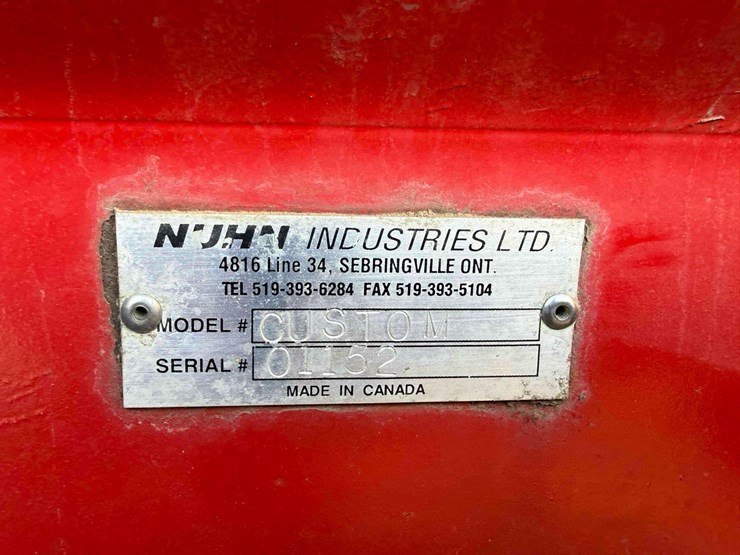 NUHN INDUSTRIES LTD.
4816 Line 34, SEBRINGVILLE ONT.
TEL 519-393-6284 FAX 519-393-5104
MODEL # CUSTOM
SERIAL # 01152
MADE IN CANADA